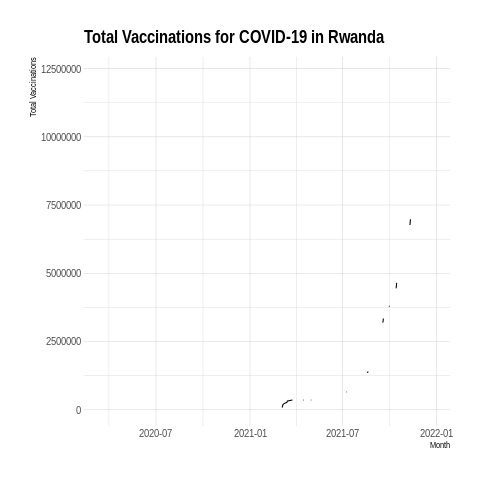 Total Vaccinations for COVID-19 in Rwanda
Total Vaccinations
12500000
10000000
7500000
5000000
2500000
0
2020-07 2021-01 2021-07 2022-01
Month